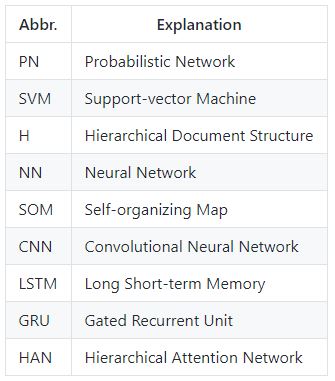 Abbr. Explanation
PN Probabilistic Network
SVM Support-vector Machine
H Hierarchical Document Structure
NN Neural Network
SOM Self-organizing Map
CNN Convolutional Neural Network
LSTM Long Short-term Memory
GRU Gated Recurrent Unit
HAN Hierarchical Attention Network